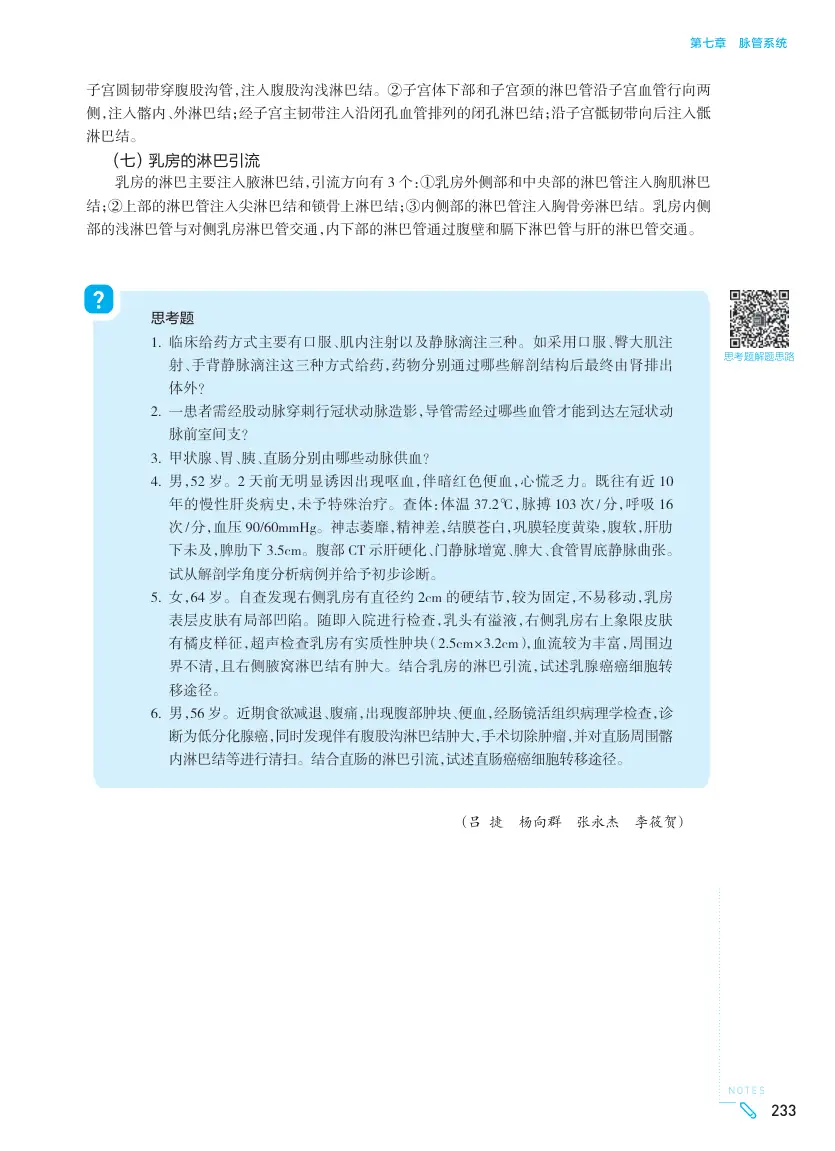 第七章 脉管系统
子宫圆韧带穿腹股沟管,注入腹股沟浅淋巴结。②子宫体下部和子宫颈的淋巴管沿子宫血管行向两
侧,注入髂内、外淋巴结;经子宫主韧带注入沿闭孔血管排列的闭孔淋巴结;沿子宫骶韧带向后注入骶
淋巴结。
(七)乳房的淋巴引流
乳房的淋巴主要注入腋淋巴结,引流方向有 3 个:①乳房外侧部和中央部的淋巴管注入胸肌淋巴
结;②上部的淋巴管注入尖淋巴结和锁骨上淋巴结;③内侧部的淋巴管注入胸骨旁淋巴结。乳房内侧
部的浅淋巴管与对侧乳房淋巴管交通,内下部的淋巴管通过腹壁和膈下淋巴管与肝的淋巴管交通。
?
思考题
1. 临床给药方式主要有口服、肌内注射以及静脉滴注三种。如采用口服、臀大肌注
射、手背静脉滴注这三种方式给药,药物分别通过哪些解剖结构后最终由肾排出
体外?
2. 一患者需经股动脉穿刺行冠状动脉造影,导管需经过哪些血管才能到达左冠状动
脉前室间支?
3. 甲状腺、胃、胰、直肠分别由哪些动脉供血?
4. 男,52 岁。2 天前无明显诱因出现呕血,伴暗红色便血,心慌乏力。既往有近 10
年的慢性肝炎病史,未予特殊治疗。查体:体温 37.2℃,脉搏 103 次/分,呼吸 16
次/分,血压 90/60mmHg。神志萎靡,精神差,结膜苍白,巩膜轻度黄染,腹软,肝肋
下未及,脾肋下 3.5cm。腹部 CT 示肝硬化、门静脉增宽、脾大、食管胃底静脉曲张。
试从解剖学角度分析病例并给予初步诊断。
5. 女,64 岁。自查发现右侧乳房有直径约 2cm 的硬结节,较为固定,不易移动,乳房
表层皮肤有局部凹陷。随即入院进行检查,乳头有溢液,右侧乳房右上象限皮肤
有橘皮样征,超声检查乳房有实质性肿块(2.5cm×3.2cm),血流较为丰富,周围边
界不清,且右侧腋窝淋巴结有肿大。结合乳房的淋巴引流,试述乳腺癌癌细胞转
移途径。
6. 男,56 岁。近期食欲减退、腹痛,出现腹部肿块、便血,经肠镜活组织病理学检查,诊
断为低分化腺癌,同时发现伴有腹股沟淋巴结肿大,手术切除肿瘤,并对直肠周围髂
内淋巴结等进行清扫。结合直肠的淋巴引流,试述直肠癌癌细胞转移途径。
思考题解题思路
(吕 捷 杨向群 张永杰 李筱贺)
NOTES
233